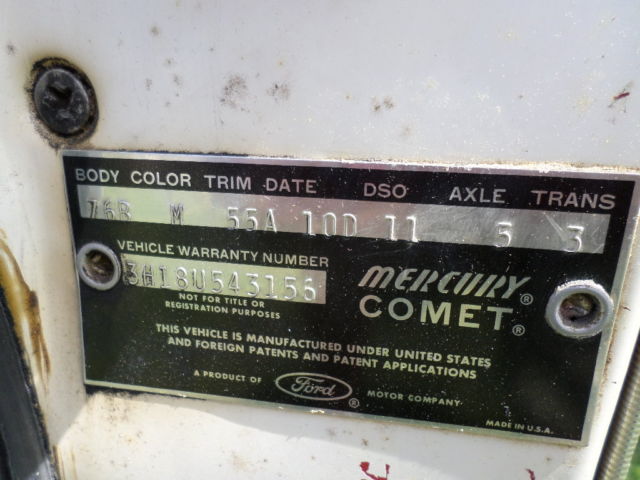 BODY COLOR TRIM DATE DSO AXLE TRANS
76B M 55A 10D 11 5 3
VEHICLE WARRANTY NUMBER
3H18U543156
NOT FOR TITLE OR
REGISTRATION PURPOSES
MERCURY®
COMET®
THIS VEHICLE IS MANUFACTURED UNDER UNITED STATES
AND FOREIGN PATENTS AND PATENT APPLICATIONS
A PRODUCT OF Ford® MOTOR COMPANY
MADE IN U.S.A.